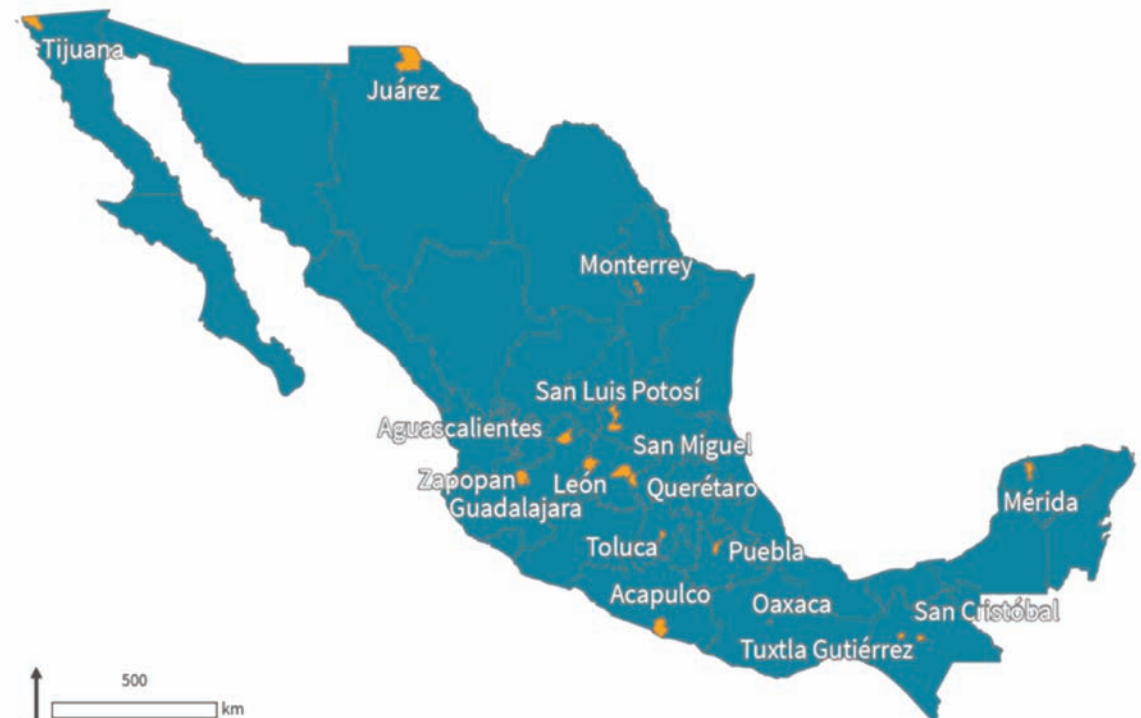 Tijuana
Juárez
Monterrey
San Luis Potosí
Aguascalientes
San Miguel
Zapopan
León
Querétaro
Guadalajara
Mérida
Toluca
Puebla
Acapulco
Oaxaca
San Cristóbal
Tuxtla Gutiérrez
500
km